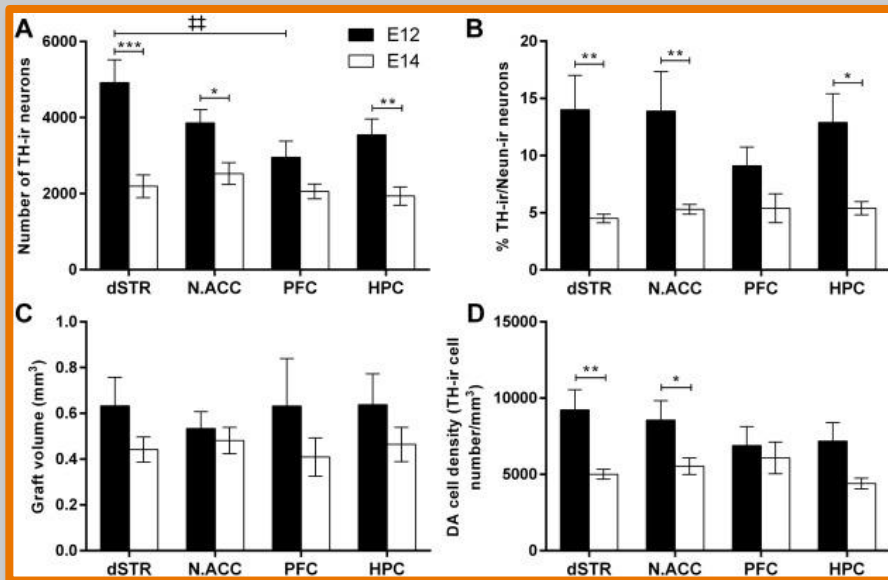 A
Number of TH-ir neurons
6000
4000
2000
0
‡‡
***
*
**
E12
E14
dSTR
N.ACC
PFC
HPC
B
% TH-ir/Neun-ir neurons
20
15
10
5
0
**
**
*
dSTR
N.ACC
PFC
HPC
C
Graft volume (mm³)
1.0
0.8
0.6
0.4
0.2
0.0
dSTR
N.ACC
PFC
HPC
D
DA cell density (TH-ir cell
number/mm³)
15000
10000
5000
0
**
*
dSTR
N.ACC
PFC
HPC